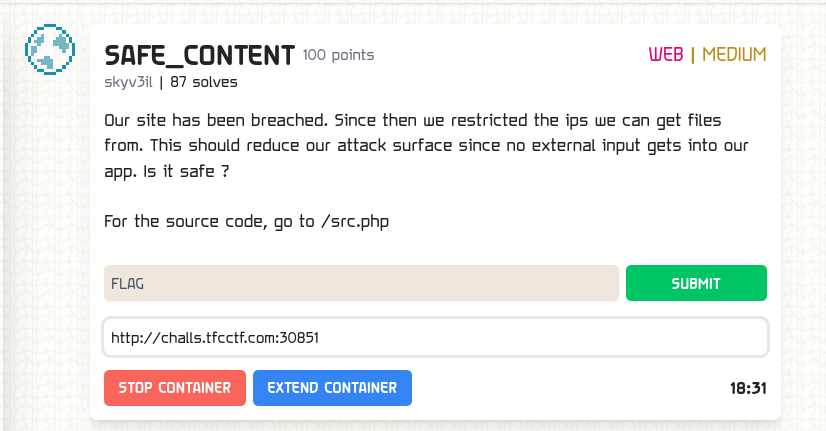 SAFE_CONTENT 100 points WEB | MEDIUM
skyv3il | 87 solves
Our site has been breached. Since then we restricted the ips we can get files
from. This should reduce our attack surface since no external input gets into our
app. Is it safe ?
For the source code, go to /src.php
FLAG SUBMIT
http://challs.tfcctf.com:30851
STOP CONTAINER EXTEND CONTAINER 18:31